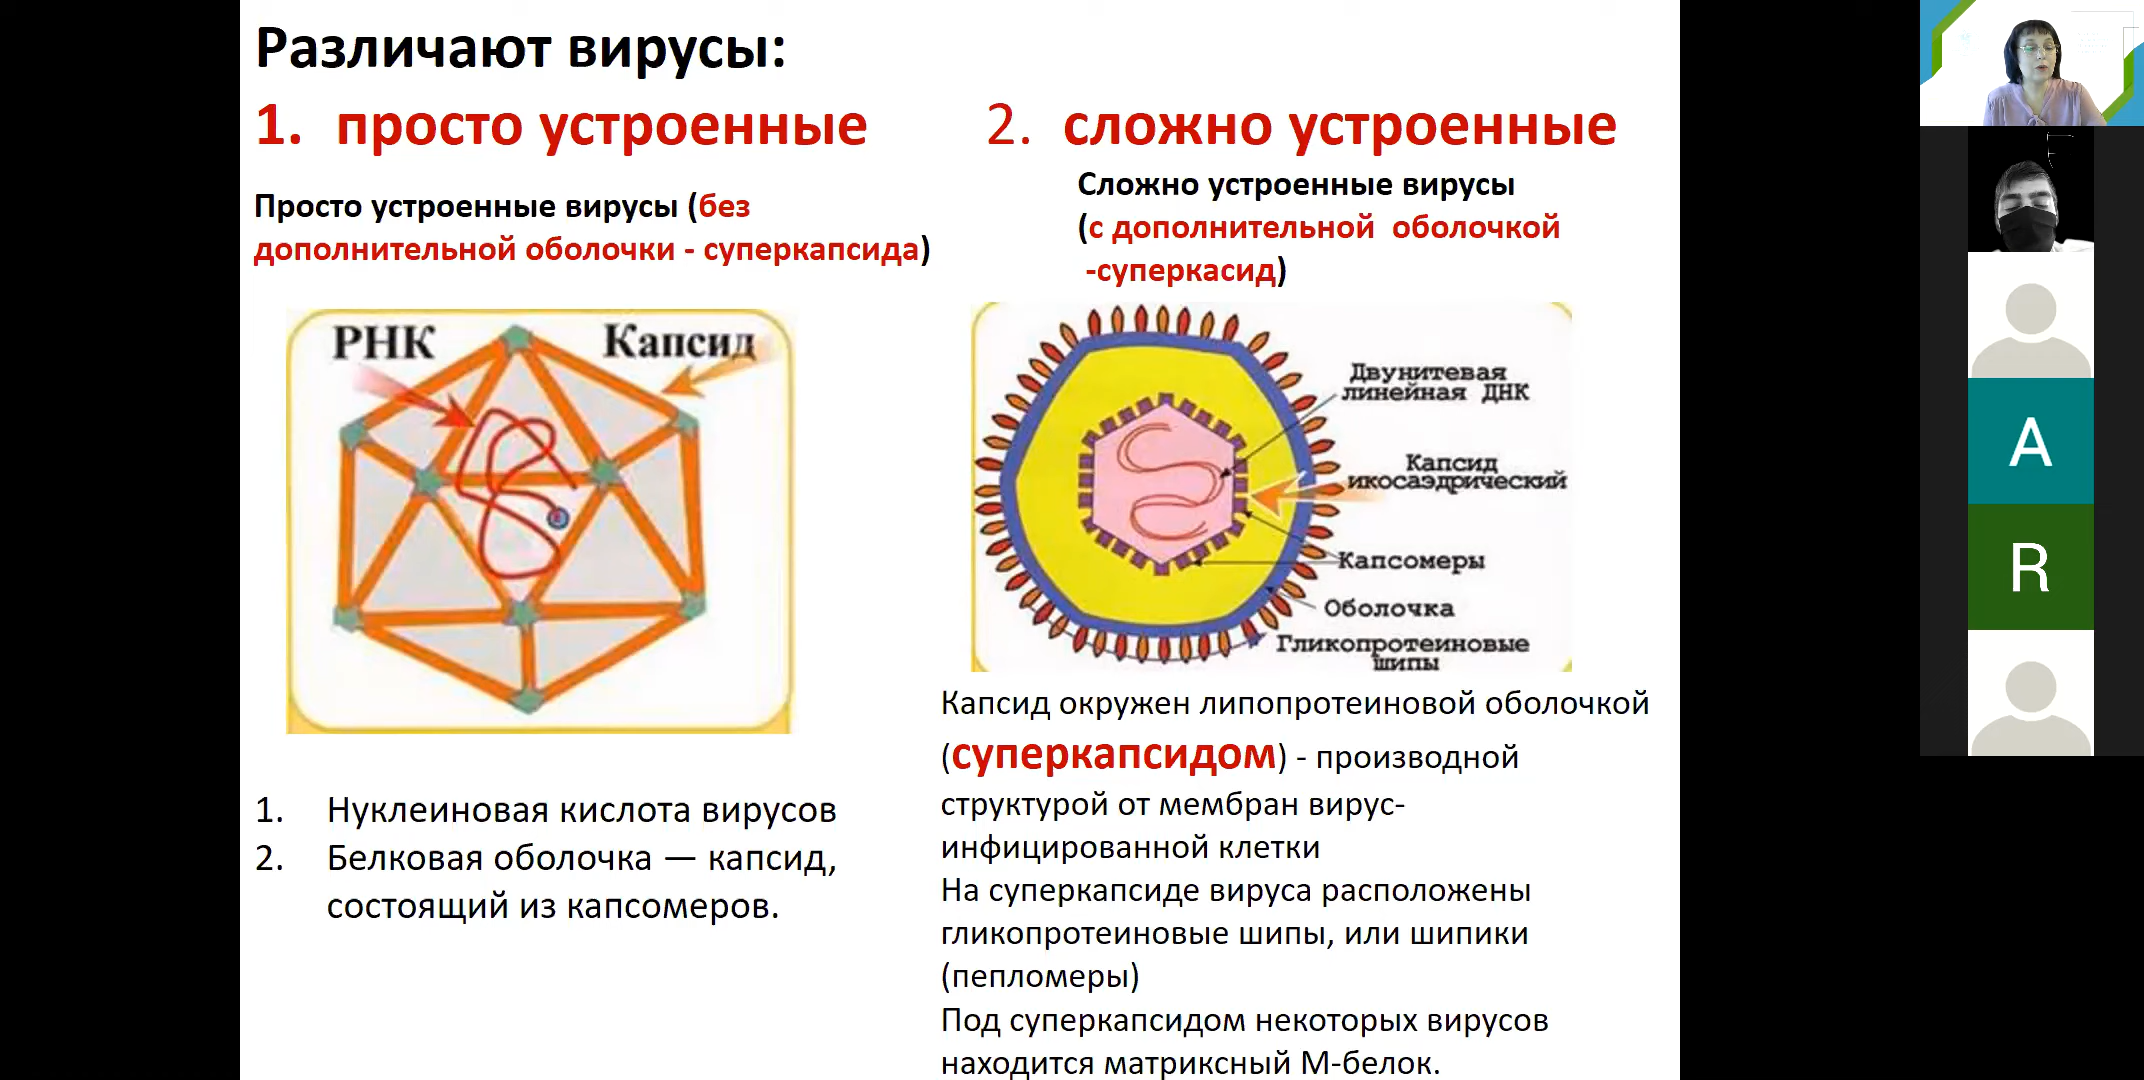 Различают вирусы:
1. просто устроенные
Просто устроенные вирусы (без
дополнительной оболочки - суперкапсида)
РНК
Капсид
1. Нуклеиновая кислота вирусов
2. Белковая оболочка — капсид,
состоящий из капсомеров.
2. сложно устроенные
Сложно устроенные вирусы
(с дополнительной оболочкой
-суперкасид)
Двунитевая
линейная ДНК
Капсид
икосаэдрический
Капсомеры
Оболочка
Гликопротеиновые
шипы
Капсид окружен липопротеиновой оболочкой
(суперкапсидом) - производной
структурой от мембран вирус-
инфицированной клетки
На суперкапсиде вируса расположены
гликопротеиновые шипы, или шипики
(пепломеры)
Под суперкапсидом некоторых вирусов
находится матриксный М-белок.
A
R